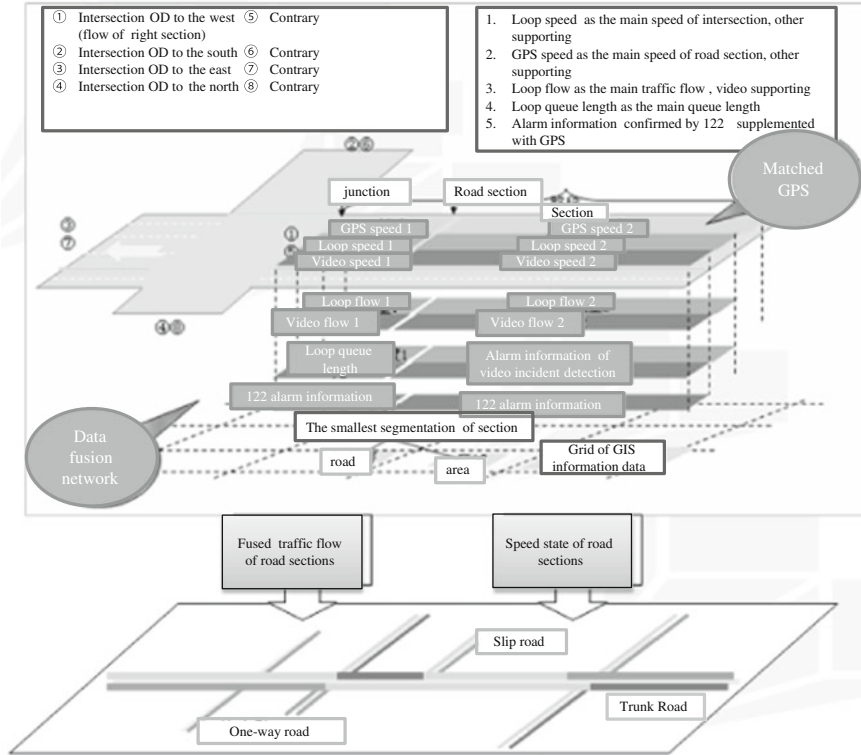 ① Intersection OD to the west ⑤ Contrary
(flow of right section)
② Intersection OD to the south ⑥ Contrary
③ Intersection OD to the east ⑦ Contrary
④ Intersection OD to the north ⑧ Contrary
1. Loop speed as the main speed of intersection, other
supporting
2. GPS speed as the main speed of road section, other
supporting
3. Loop flow as the main traffic flow , video supporting
4. Loop queue length as the main queue length
5. Alarm information confirmed by 122 supplemented
with GPS
②⑥
Matched
GPS
junction
Road section
Section
③
⑦
①
GPS speed 1
GPS speed 2
Loop speed 1
Loop speed 2
Video speed 1
Video speed 2
Loop flow 1
Loop flow 2
④⑧
Video flow 1
Video flow 2
Loop queue
length
Alarm information of
video incident detection
122 alarm information
122 alarm information
Data
fusion
network
The smallest segmentation of section
road
area
Grid of GIS
information data
Fused traffic flow
of road sections
Speed state of road
sections
Slip road
Trunk Road
One-way road